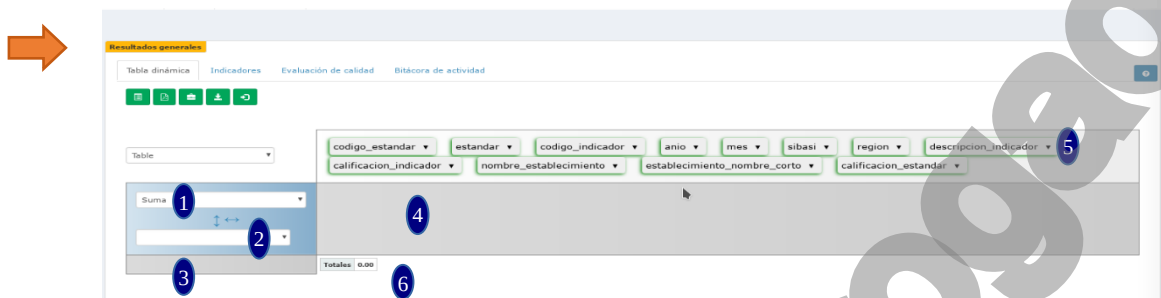 Resultados generales
Tabla dinámica Indicadores Evaluación de calidad Bitácora de actividad
Table
codigo_estandar estandar codigo_indicador anio mes sibasi region descripcion_indicador 5
calificacion_indicador nombre_establecimiento establecimiento_nombre_corto calificacion_estandar
Suma 1
4
2
3
Totales 0.00
6